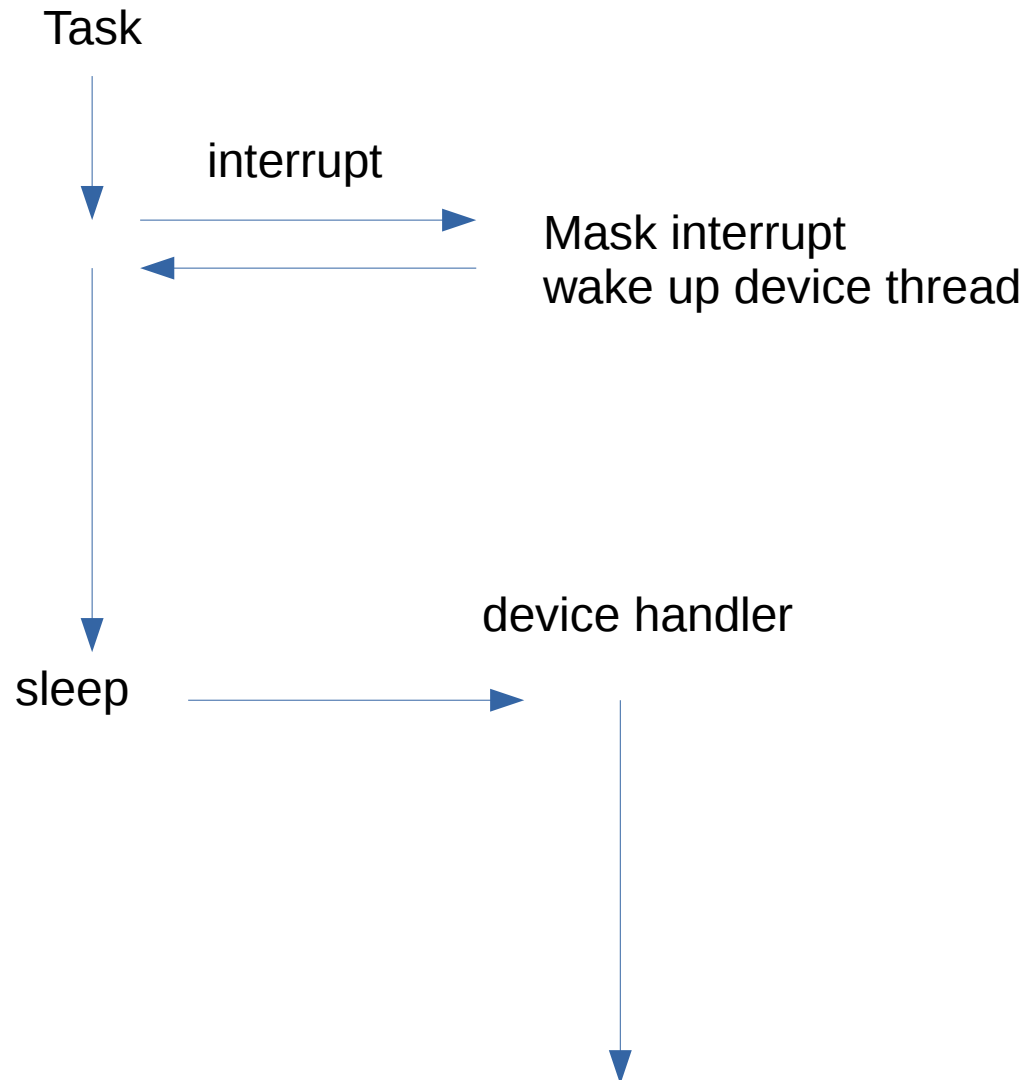 Task
interrupt
Mask interrupt
wake up device thread
device handler
sleep